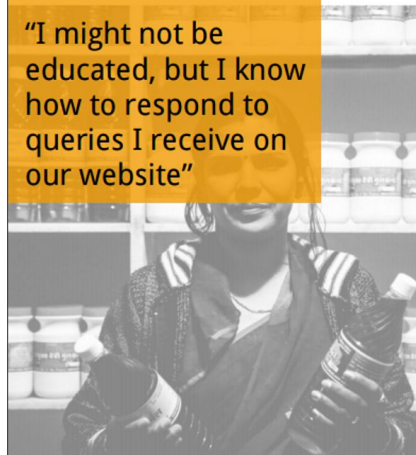 “I might not be
educated, but I know
how to respond to
queries I receive on
our website”